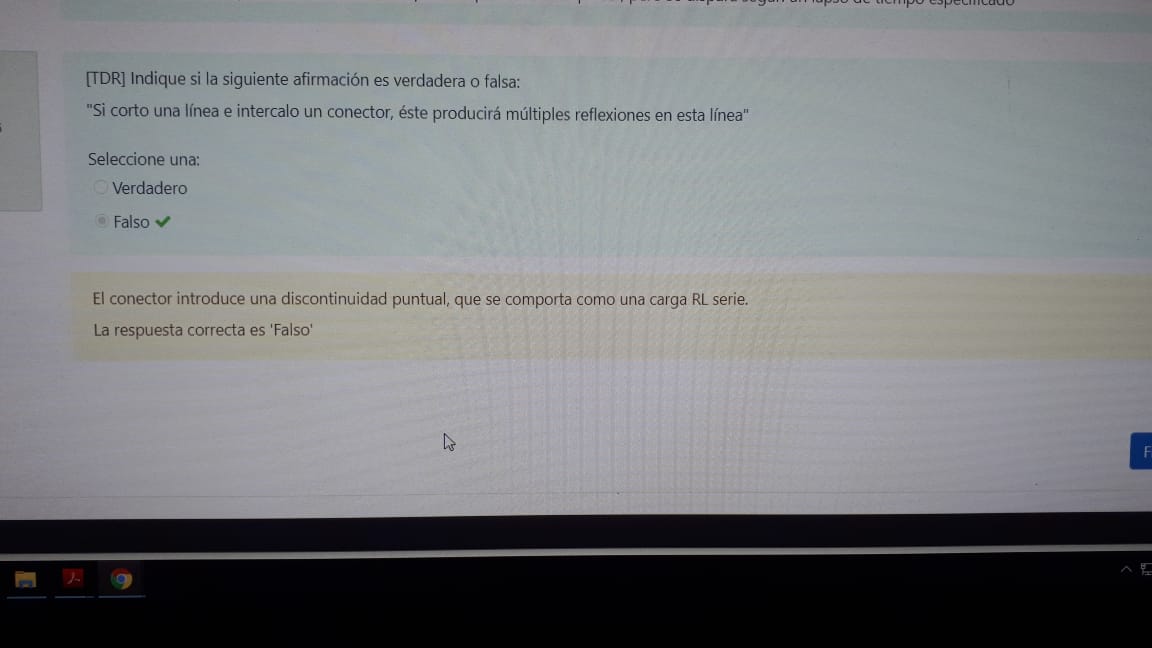 según un lapso de tiempo especificado
[TDR] Indique si la siguiente afirmación es verdadera o falsa:
"Si corto una línea e intercalo un conector, éste producirá múltiples reflexiones en esta línea"
Seleccione una:
Verdadero
Falso
El conector introduce una discontinuidad puntual, que se comporta como una carga RL serie.
La respuesta correcta es 'Falso'